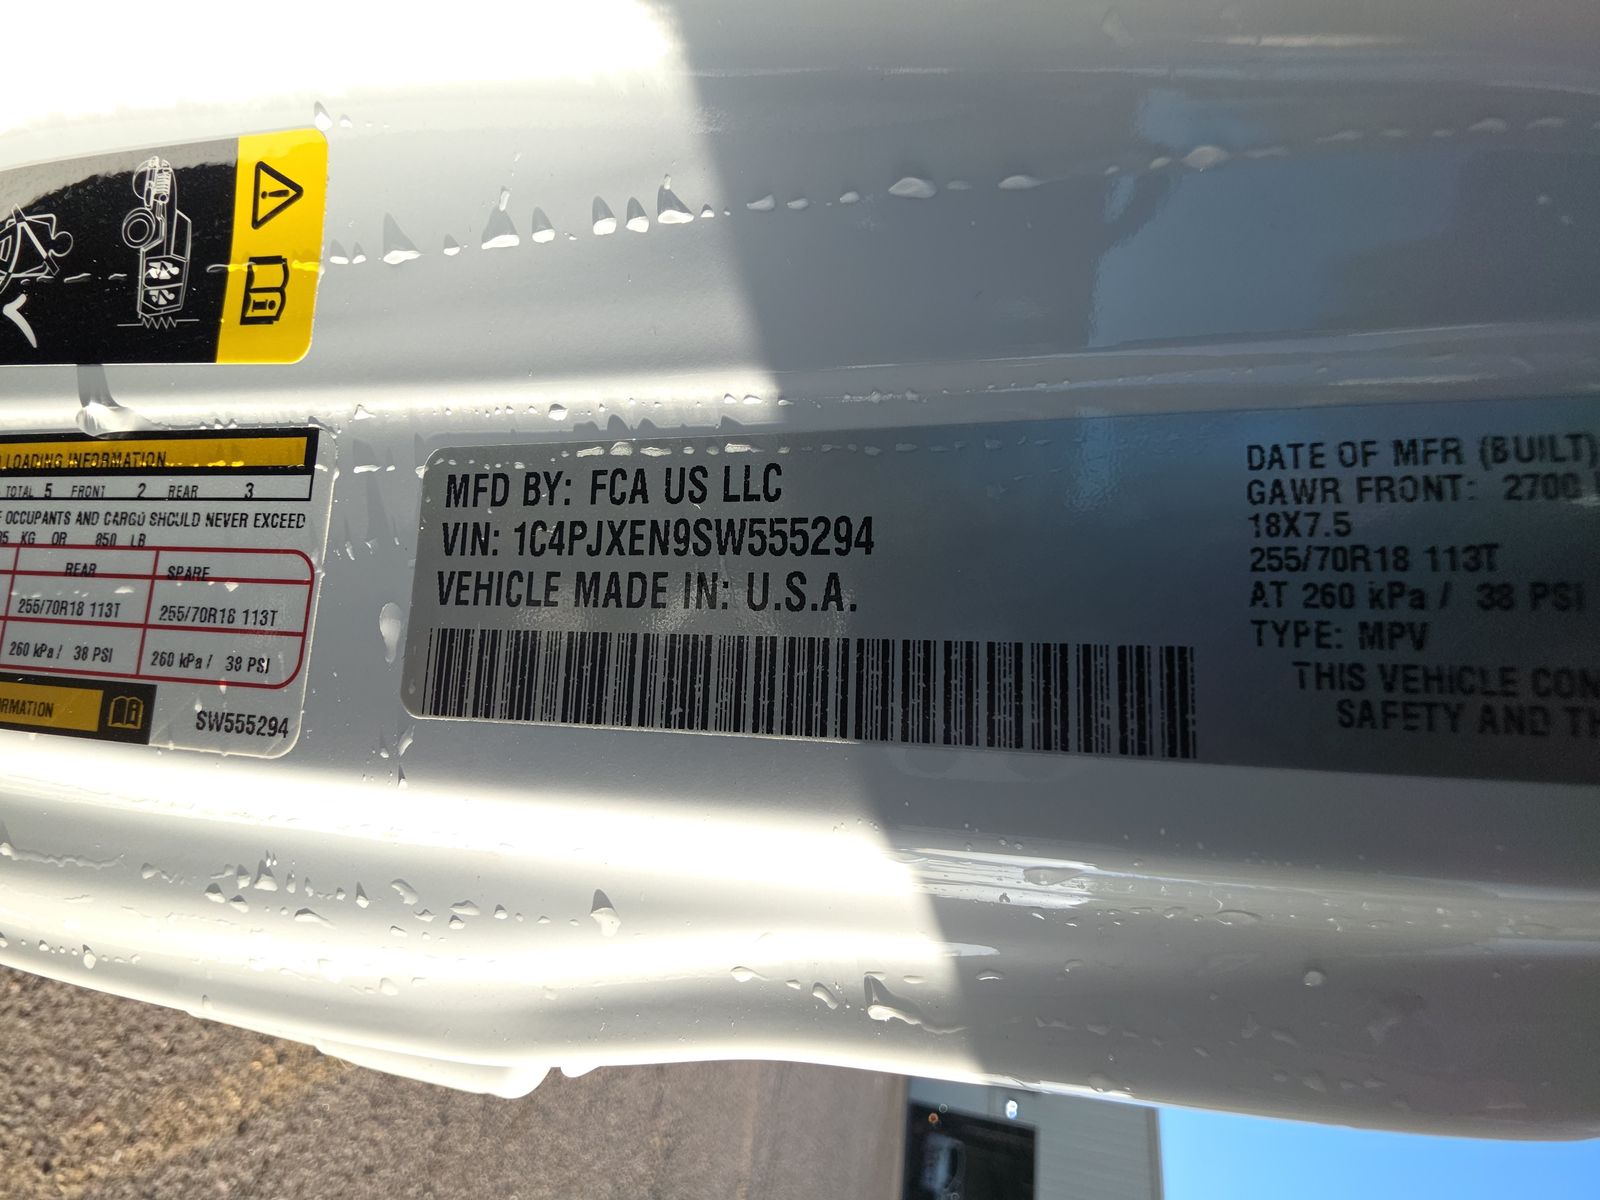 LOADING INFORMATION
TOTAL 5 FRONT 2 REAR 3
OCCUPANTS AND CARGO SHOULD NEVER EXCEED
KG OR 850 LB
REAR SPARE
255/70R18 113T 255/70R18 113T
260 kPa / 38 PSI 260 kPa / 38 PSI
SW555294
MFD BY: FCA US LLC
VIN: 1C4PJXEN9SW555294
VEHICLE MADE IN: U.S.A.
DATE OF MFR (BUILT)
GAWR FRONT: 2700
18X7.5
255/70R18 113T
AT 260 kPa / 38 PSI
TYPE: MPV
THIS VEHICLE CON
SAFETY AND TH